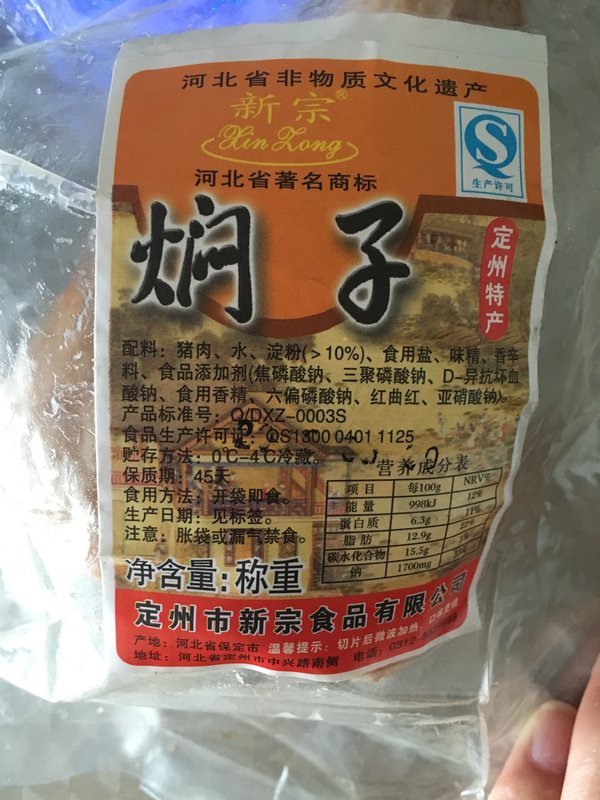 河北省非物质文化遗产
新宗®
Xin Zong
河北省著名商标
生产许可
焖子
定州特产
配料：猪肉、水、淀粉(＞10%)、食用盐、味精、香辛
料、食品添加剂(焦磷酸钠、三聚磷酸钠、D-异抗坏血
酸钠、食用香精、六偏磷酸钠、红曲红、亚硝酸钠)。
产品标准号：Q/DXZ-0003S
食品生产许可证：QS1300 0401 1125
贮存方法：0℃-4℃冷藏。
保质期：45天
食用方法：开袋即食。
生产日期：见标签。
注意：胀袋或漏气禁食。
营养成分表
项目 每100g NRV%
能量 998kJ 12%
蛋白质 6.3g 11%
脂肪 12.9g 22%
碳水化合物 15.5g 5%
钠 1700mg
净含量：称重
定州市新宗食品有限公司
产地：河北省保定市 温馨提示：切片后微波加热，口
地址：河北省定州市中兴路南侧 电话：0312-